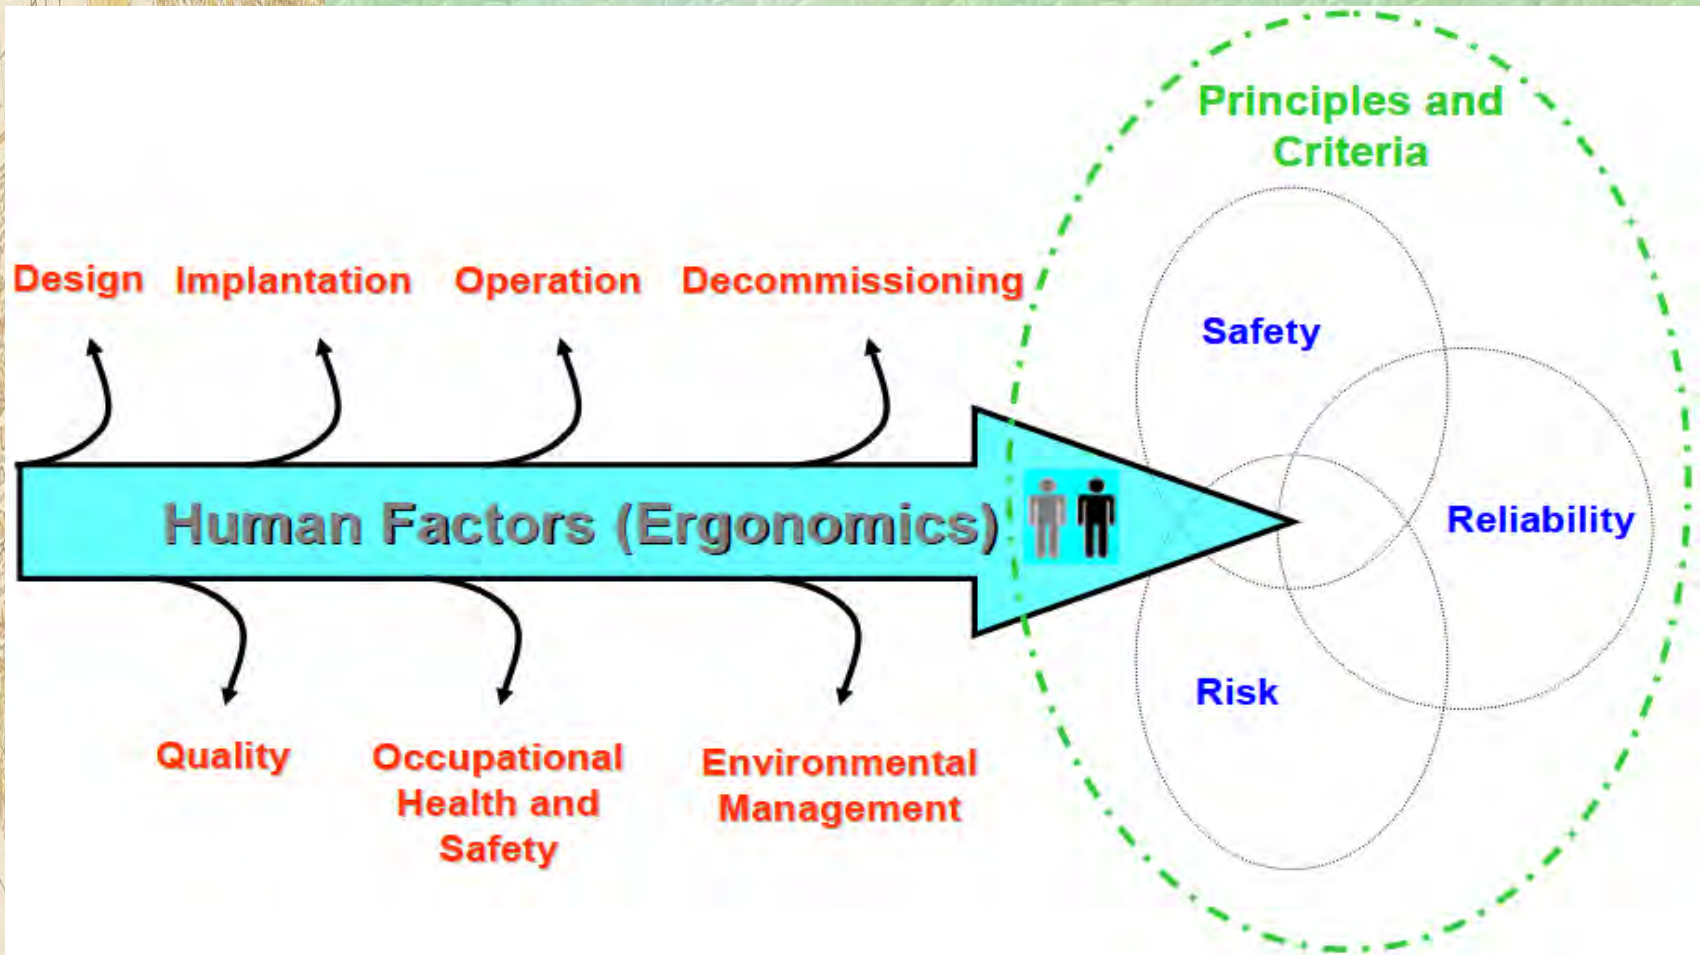 Principles and
Criteria
Design
Implantation
Operation
Decommissioning
Safety
Human Factors (Ergonomics)
Reliability
Risk
Quality
Occupational
Health and
Safety
Environmental
Management